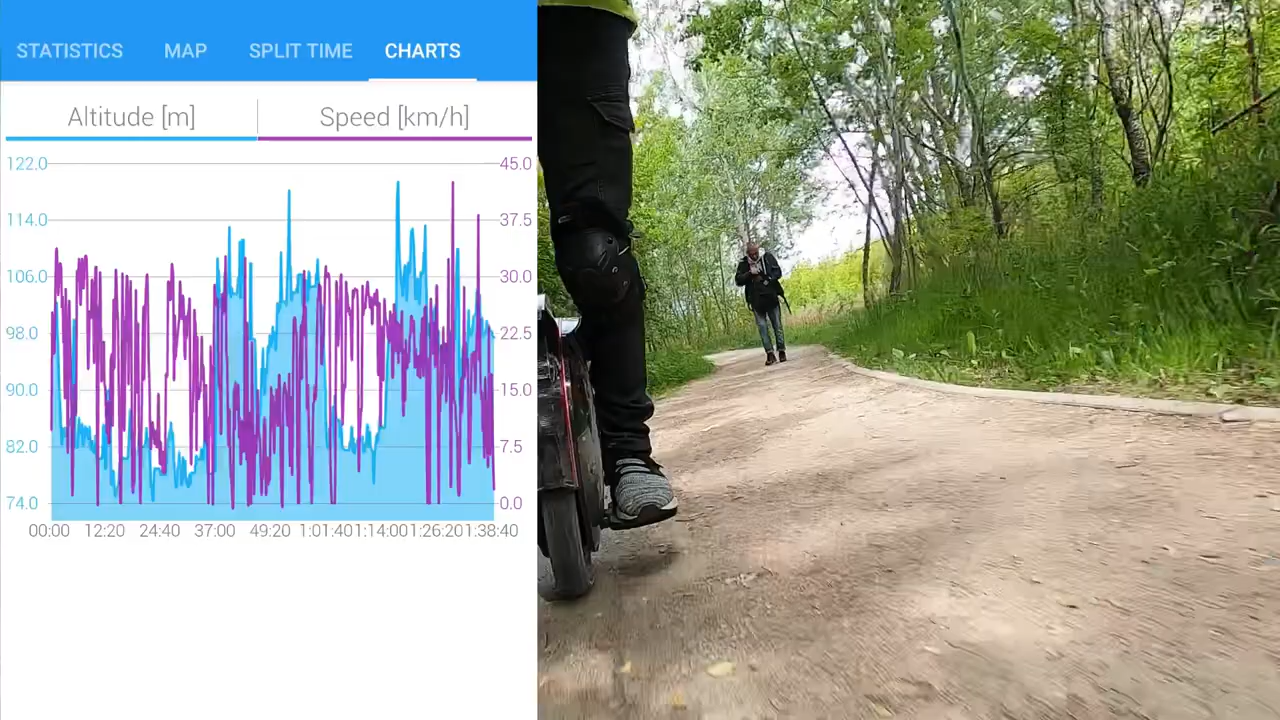 STATISTICS MAP SPLIT TIME CHARTS
Altitude [m] Speed [km/h]
122.0 45.0
114.0 37.5
106.0 30.0
98.0 22.5
90.0 15.0
82.0 7.5
74.0 0.0
00:00 12:20 24:40 37:00 49:20 1:01:40 1:14:00 1:26:20 1:38:40